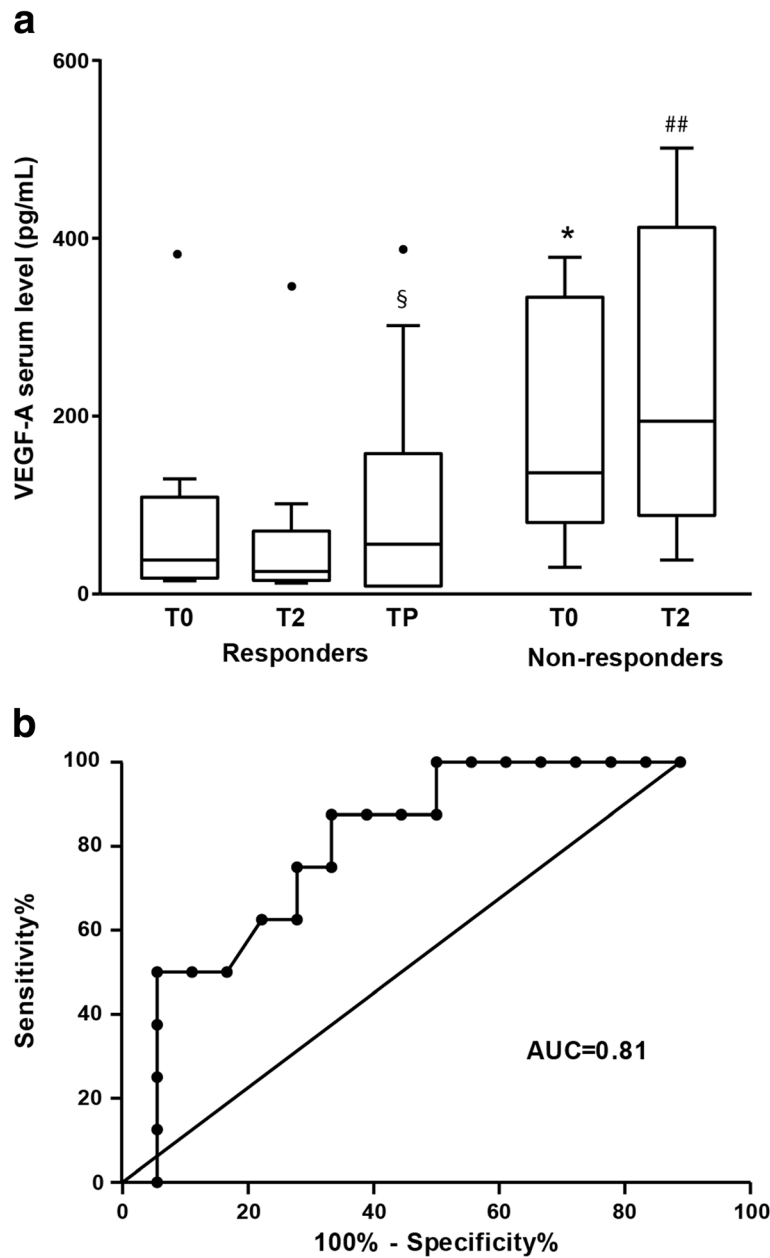 a
600
400
200
0
VEGF-A serum level (pg/mL)
§
*
##
T0 T2 TP T0 T2
Responders Non-responders
b
100
80
60
40
20
0
Sensitivity%
AUC=0.81
0 20 40 60 80 100
100% - Specificity%